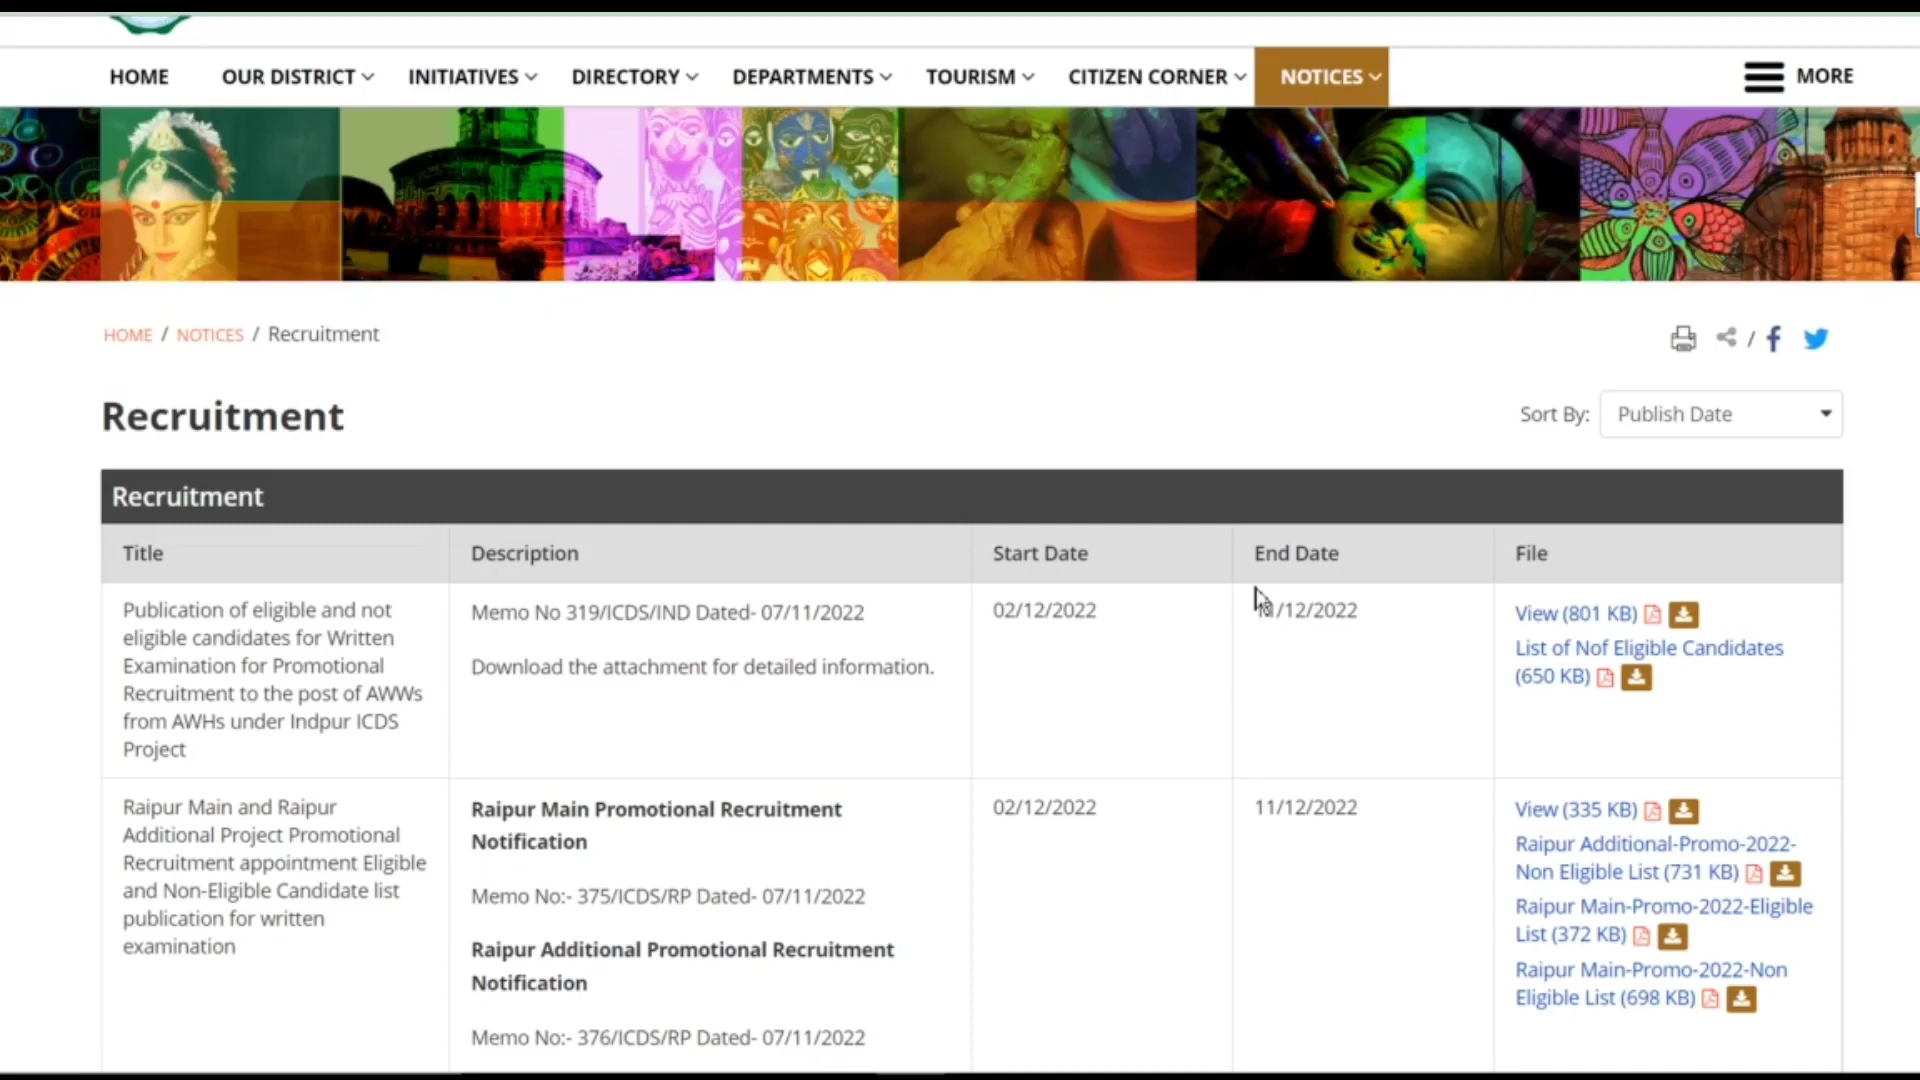 HOME OUR DISTRICT INITIATIVES DIRECTORY DEPARTMENTS TOURISM CITIZEN CORNER NOTICES MORE
HOME / NOTICES / Recruitment
Recruitment
Sort By: Publish Date
Recruitment
Title Description Start Date End Date File
Publication of eligible and not
eligible candidates for Written
Examination for Promotional
Recruitment to the post of AWWs
from AWHs under Indpur ICDS
Project
Memo No 319/ICDS/IND Dated- 07/11/2022
Download the attachment for detailed information.
02/12/2022
/12/2022
View (801 KB)
List of Nof Eligible Candidates
(650 KB)
Raipur Main and Raipur
Additional Project Promotional
Recruitment appointment Eligible
and Non-Eligible Candidate list
publication for written
examination
Raipur Main Promotional Recruitment
Notification
Memo No:- 375/ICDS/RP Dated- 07/11/2022
Raipur Additional Promotional Recruitment
Notification
Memo No:- 376/ICDS/RP Dated- 07/11/2022
02/12/2022
11/12/2022
View (335 KB)
Raipur Additional-Promo-2022-
Non Eligible List (731 KB)
Raipur Main-Promo-2022-Eligible
List (372 KB)
Raipur Main-Promo-2022-Non
Eligible List (698 KB)